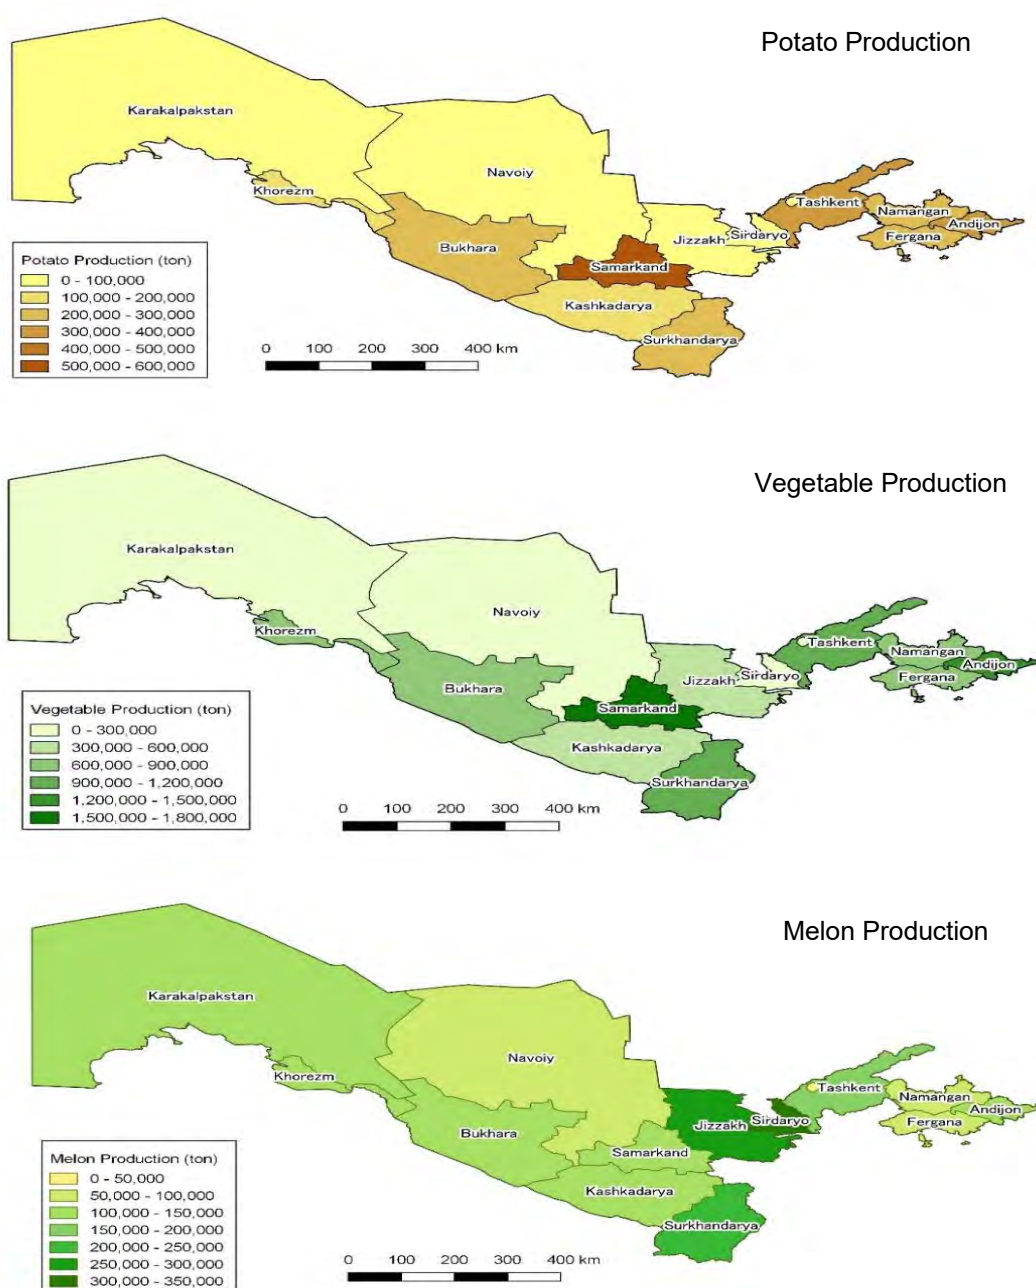 Potato Production
Karakalpakstan
Navoiy
Khorezm
Tashkent
Namangan
Andijon
Fergana
Sirdaryo
Jizzakh
Bukhara
Samarkand
Kashkadarya
Surkhandarya
Potato Production (ton)
0 - 100,000
100,000 - 200,000
200,000 - 300,000
300,000 - 400,000
400,000 - 500,000
500,000 - 600,000
0 100 200 300 400 km
Vegetable Production
Karakalpakstan
Navoiy
Khorezm
Tashkent
Namangan
Andijon
Fergana
Sirdaryo
Jizzakh
Bukhara
Samarkand
Kashkadarya
Surkhandarya
Vegetable Production (ton)
0 - 300,000
300,000 - 600,000
600,000 - 900,000
900,000 - 1,200,000
1,200,000 - 1,500,000
1,500,000 - 1,800,000
0 100 200 300 400 km
Melon Production
Karakalpakstan
Navoiy
Khorezm
Tashkent
Namangan
Andijon
Fergana
Sirdaryo
Jizzakh
Bukhara
Samarkand
Kashkadarya
Surkhandarya
Melon Production (ton)
0 - 50,000
50,000 - 100,000
100,000 - 150,000
150,000 - 200,000
200,000 - 250,000
250,000 - 300,000
300,000 - 350,000
0 100 200 300 400 km